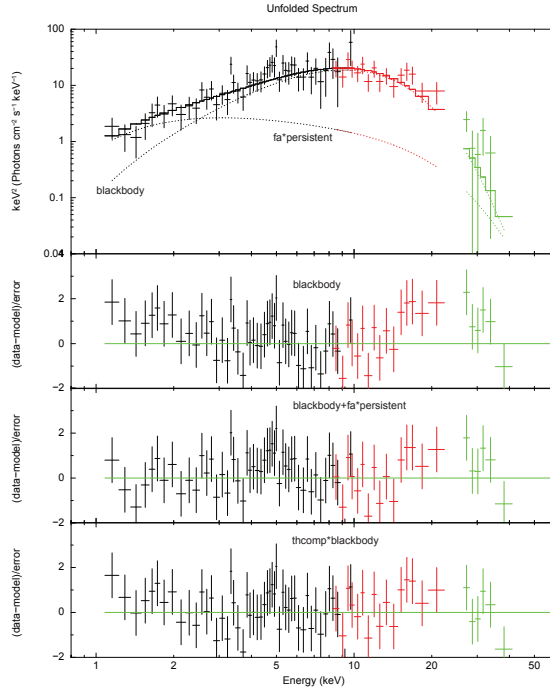 Unfolded Spectrum
keV² (Photons cm⁻² s⁻¹ keV⁻¹)
100
10
1
0.1
0.04
fa*persistent
blackbody
(data−model)/error
2
0
−2
blackbody
(data−model)/error
2
0
−2
blackbody+fa*persistent
(data−model)/error
2
0
−2
thcomp*blackbody
1
2
5
10
20
50
Energy (keV)